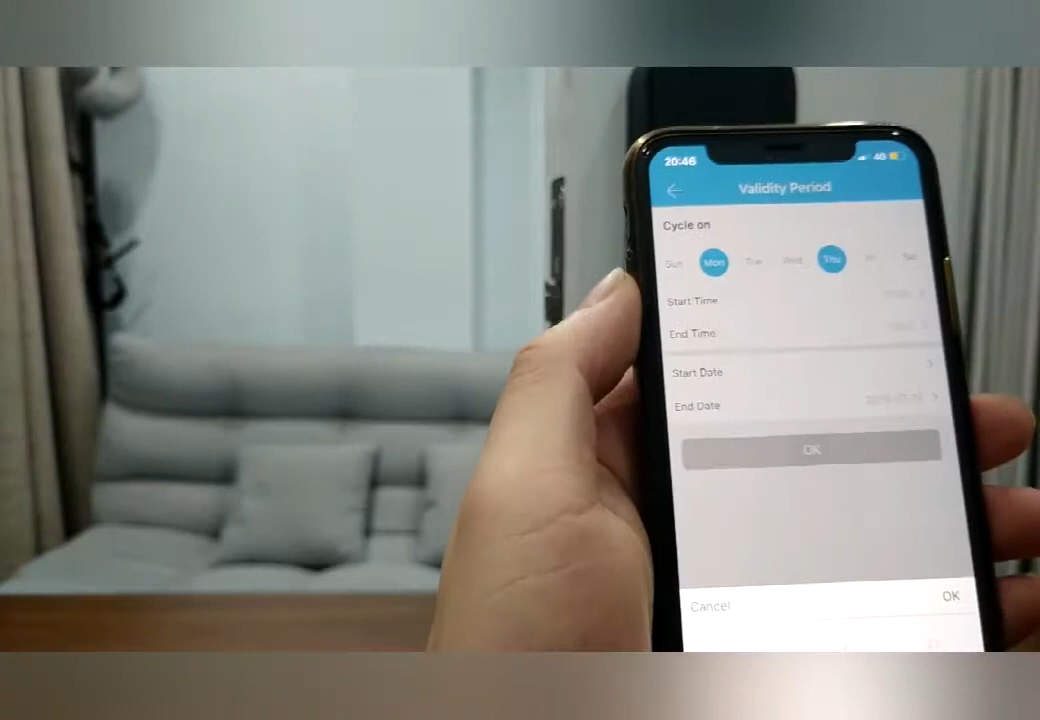 20:46 4G
Validity Period
Cycle on
Sun Mon Tue Wed Thu Fri Sat
Start Time
End Time
Start Date
End Date
OK
Cancel OK